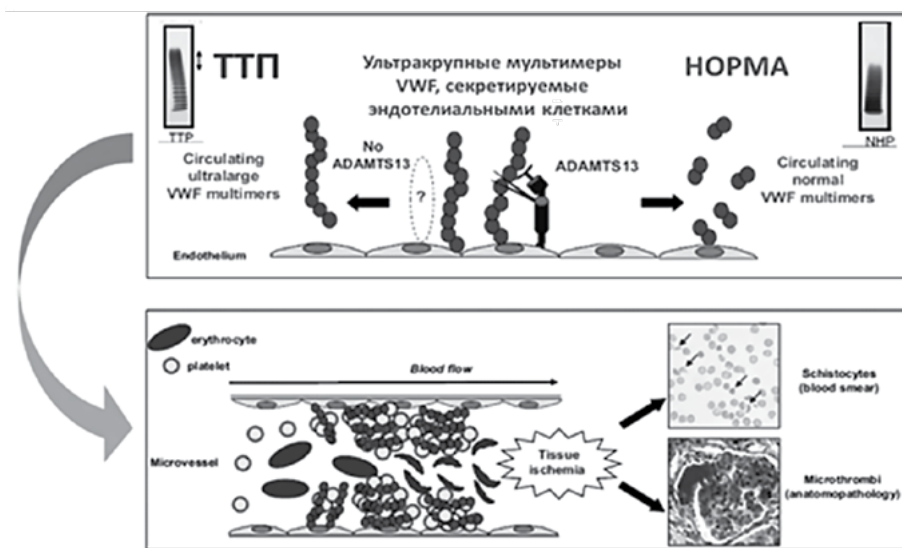 ТТП
Ультракрупные мультимеры
VWF, секретируемые
эндотелиальными клетками
НОРМА
TTP
NHP
Circulating
ultralarge
VWF multimers
No
ADAMTS13
?
ADAMTS13
Circulating
normal
VWF multimers
Endothelium
erythrocyte
platelet
Blood flow
Microvessel
Tissue
ischemia
Schistocytes
(blood smear)
Microthrombi
(anatomopathology)